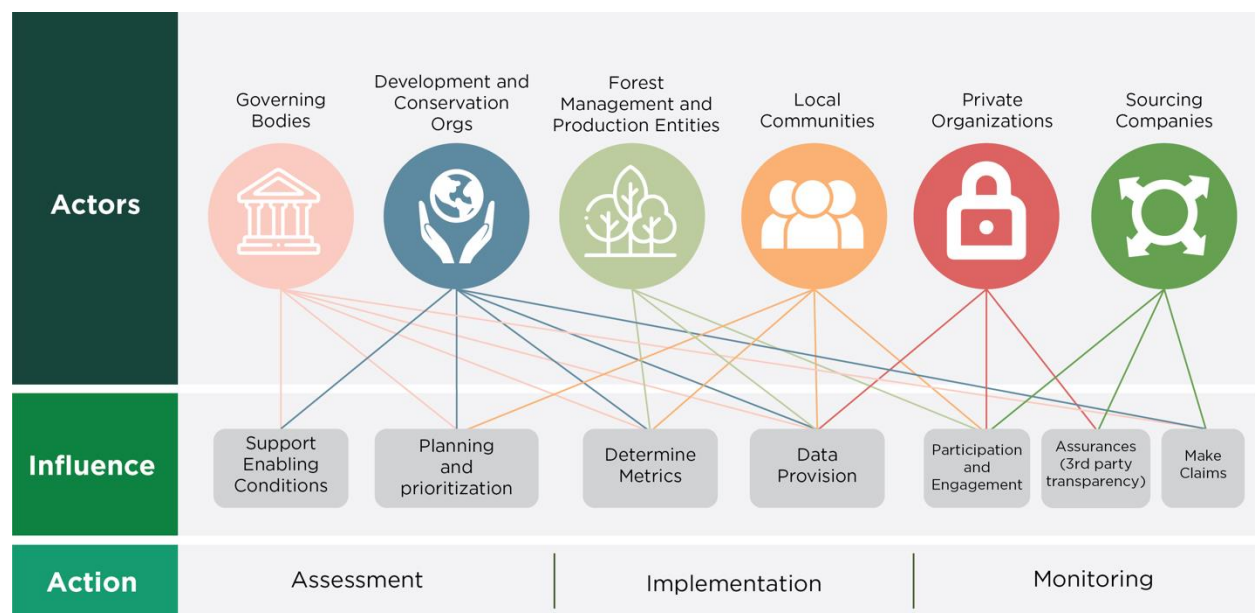 Actors
Governing
Bodies
Development and
Conservation
Orgs
Forest
Management and
Production Entities
Local
Communities
Private
Organizations
Sourcing
Companies
Influence
Support
Enabling
Conditions
Planning
and
prioritization
Determine
Metrics
Data
Provision
Participation
and
Engagement
Assurances
(3rd party
transparency)
Make
Claims
Action
Assessment
Implementation
Monitoring